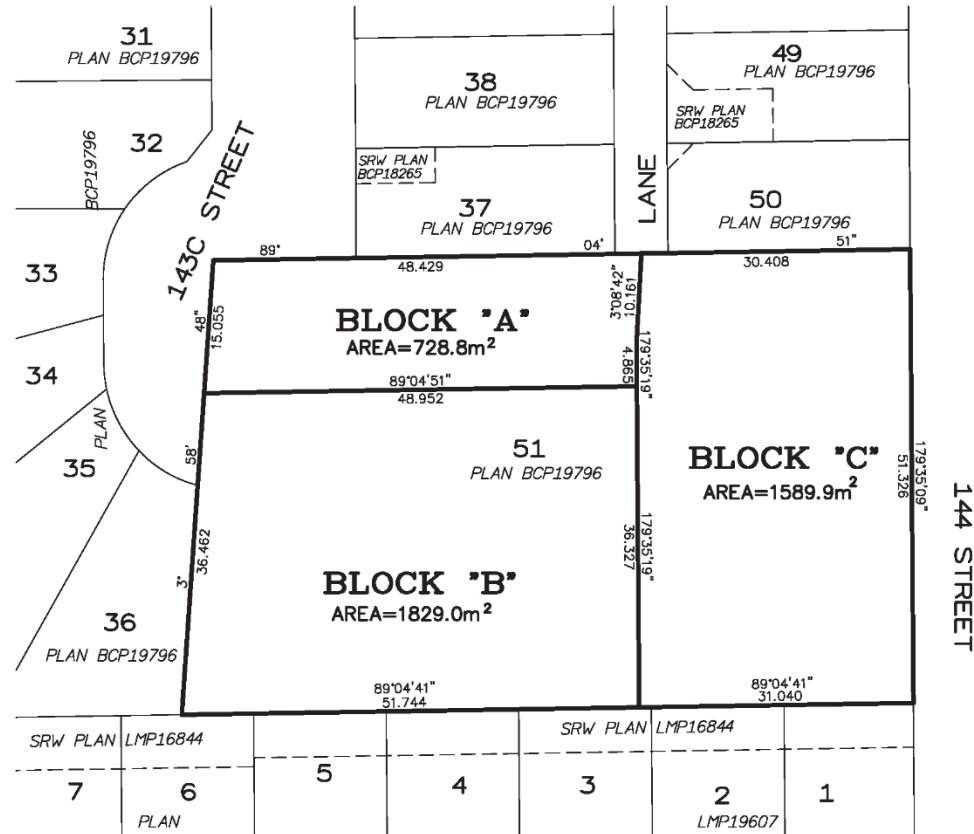 31
PLAN BCP19796
38
PLAN BCP19796
49
PLAN BCP19796
SRW PLAN
BCP18265
32
BCP19796
143C STREET
SRW PLAN
BCP18265
37
PLAN BCP19796
LANE
50
PLAN BCP19796
33
89°
04'
51"
48.429
30.408
48"
15.055
BLOCK "A"
AREA=728.8m²
3°08'42"
10.161
179°35'19"
4.865
34
89°04'51"
48.952
PLAN
35
58'
51
PLAN BCP19796
BLOCK "C"
AREA=1589.9m²
179°35'09"
51.326
144 STREET
36.462
3°
179°35'19"
36.327
BLOCK "B"
AREA=1829.0m²
36
PLAN BCP19796
89°04'41"
51.744
89°04'41"
31.040
SRW PLAN LMP16844
SRW PLAN LMP16844
7
6
5
4
3
2
1
PLAN
LMP19607